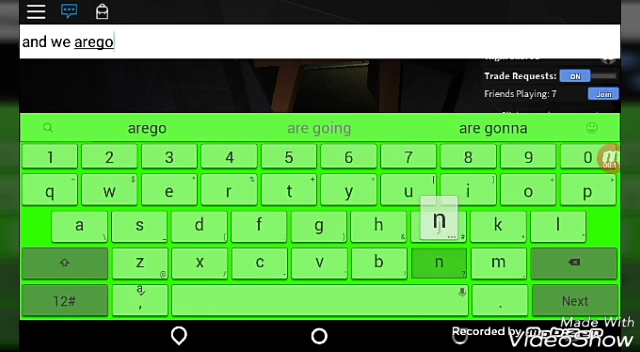 and we arego
Trade Requests: ON
Friends Playing: 7 Join
arego are going are gonna
1 2 3 4 5 6 7 8 9 0
q w e r t y u i o p
n
a s d f g h j k l
z x c v b n m
12# , . Next
Recorded by
Made With
VideoShow